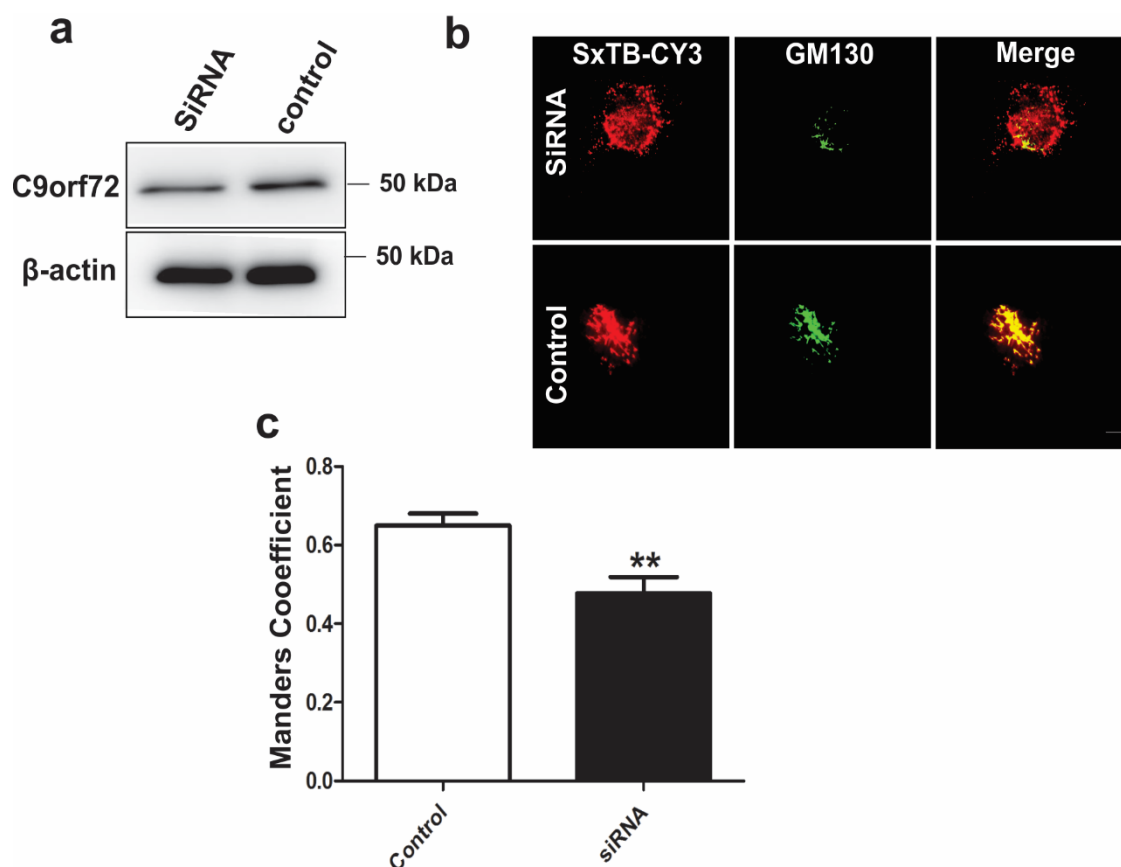 a
SiRNA control
C9orf72
50 kDa
β-actin
50 kDa
b
SxTB-CY3 GM130 Merge
SiRNA
Control
c
Manders Cooefficient
0.8
0.6
0.4
0.2
0.0
**
Control siRNA